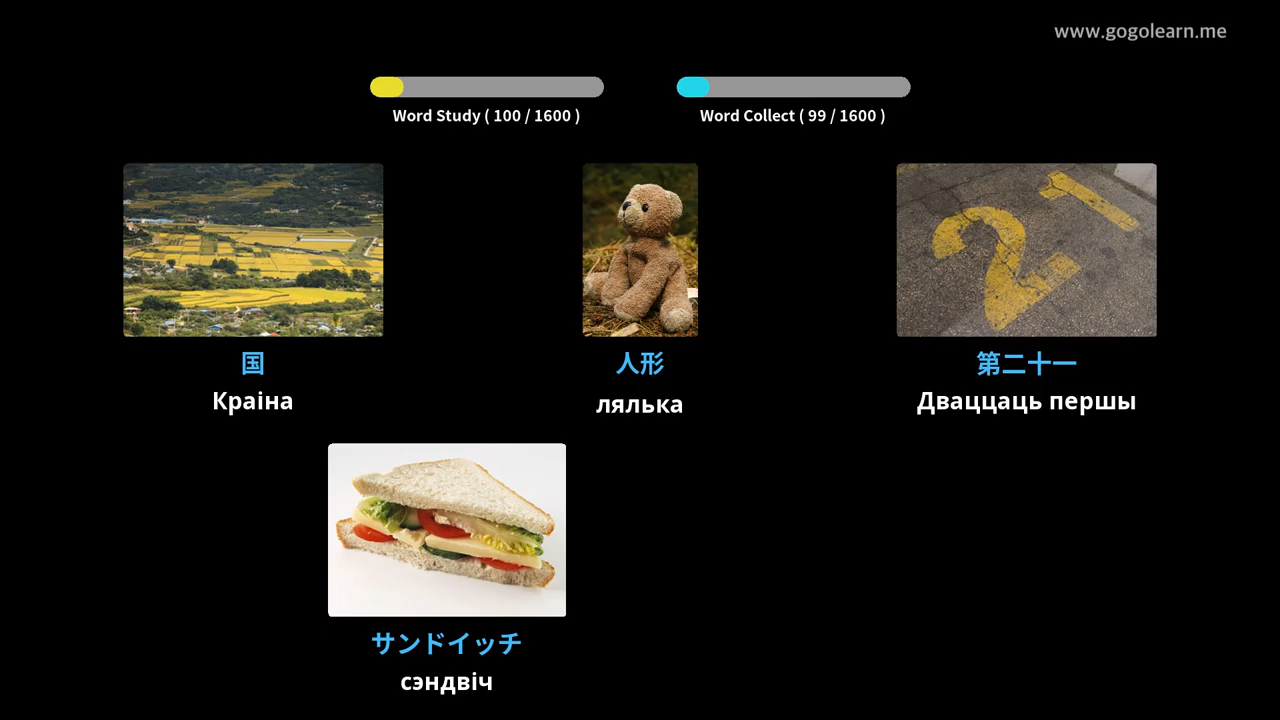 www.gogolearn.me
Word Study ( 100 / 1600 )
Word Collect ( 99 / 1600 )
21
国
Краіна
人形
лялька
第二十一
Дваццаць першы
サンドイッチ
сэндвіч